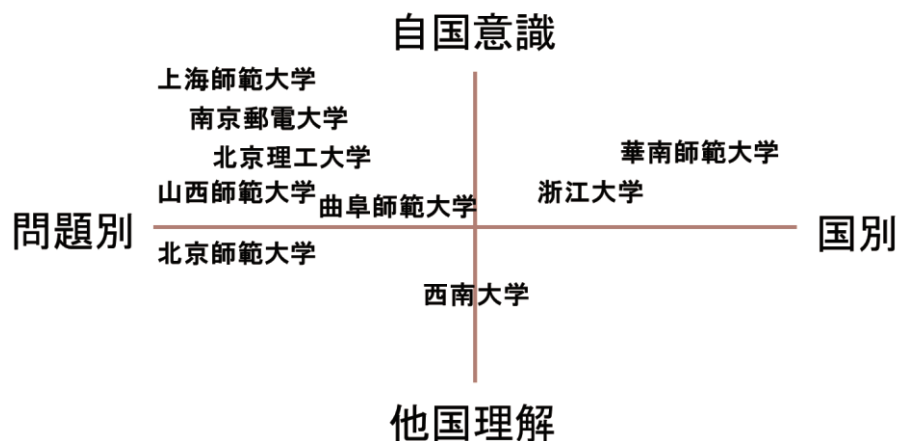 自国意識
上海師範大学
南京郵電大学
北京理工大学
華南師範大学
山西師範大学
曲阜師範大学
浙江大学
問題別
国別
北京師範大学
西南大学
他国理解